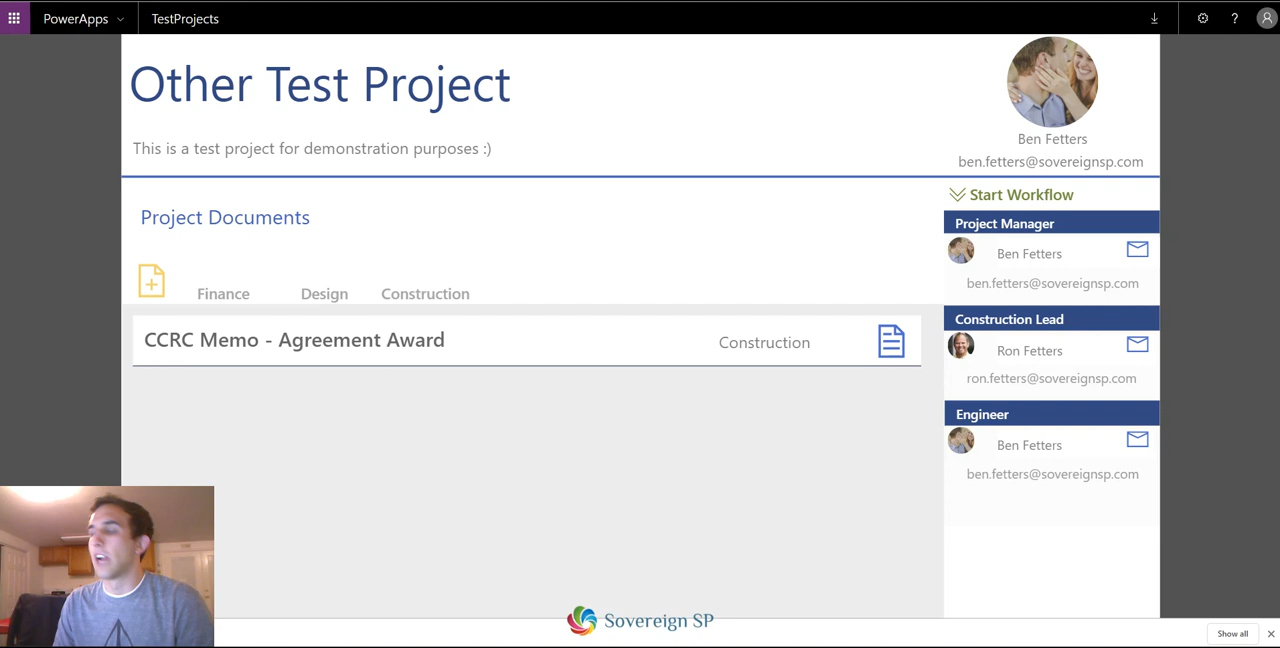 PowerApps
TestProjects
?
Other Test Project
This is a test project for demonstration purposes :)
Ben Fetters
ben.fetters@sovereignsp.com
Start Workflow
Project Documents
Finance
Design
Construction
CCRC Memo - Agreement Award
Construction
Project Manager
Ben Fetters
ben.fetters@sovereignsp.com
Construction Lead
Ron Fetters
ron.fetters@sovereignsp.com
Engineer
Ben Fetters
ben.fetters@sovereignsp.com
Sovereign SP
Show all